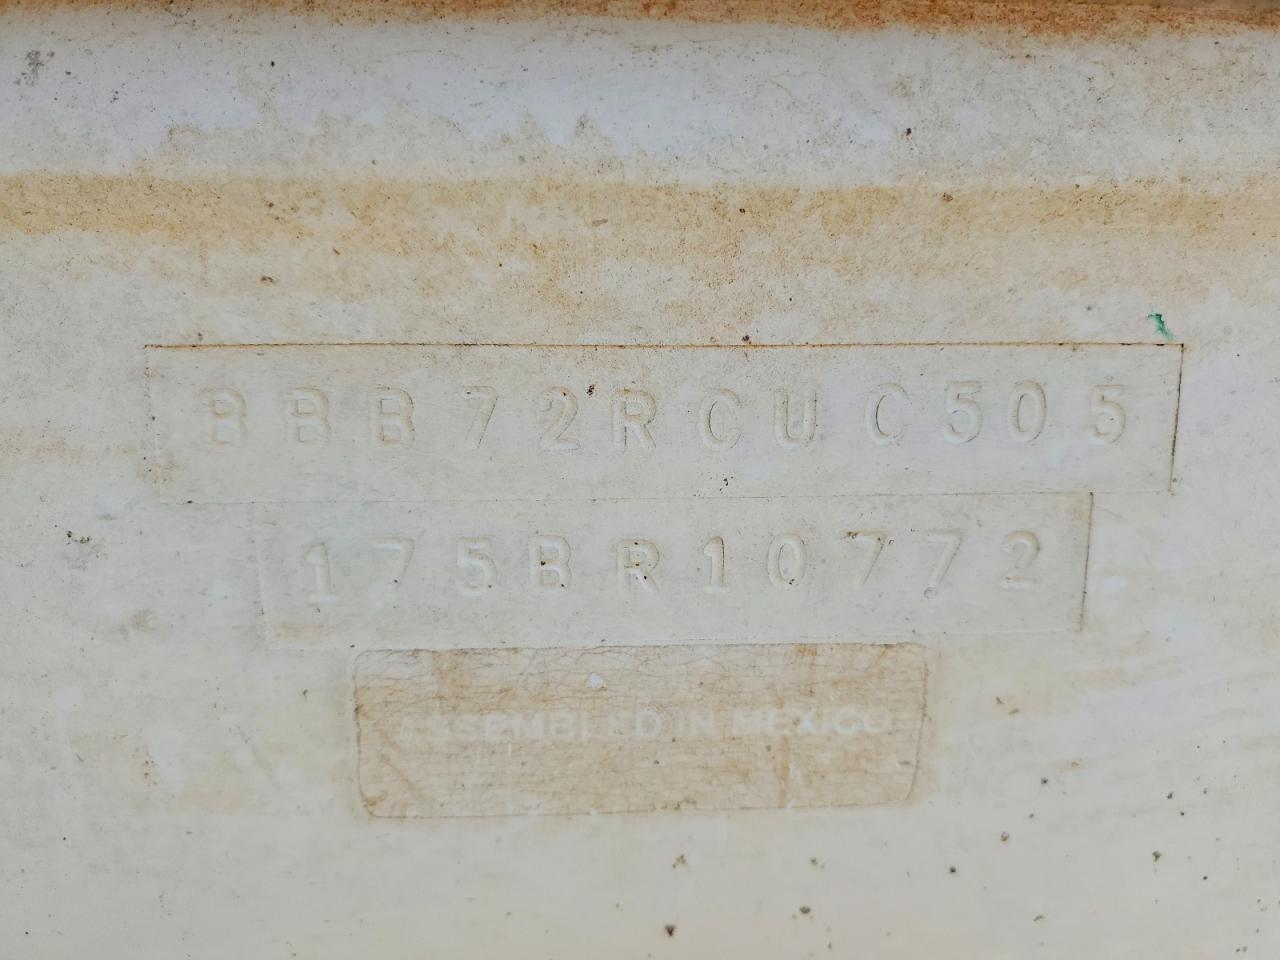 BBB72RCUC505
175BR10772
ASSEMBLED IN MEXICO